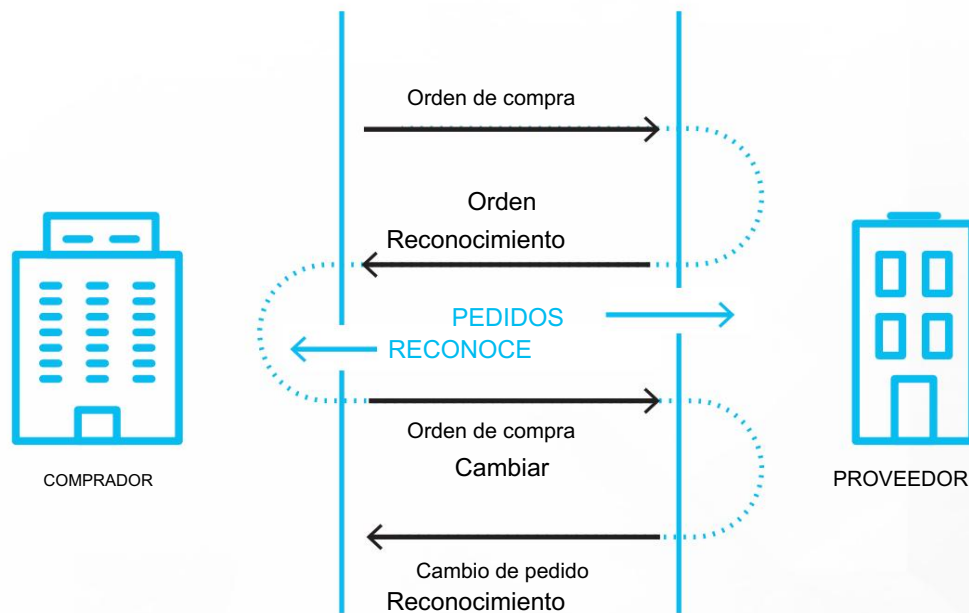 Orden de compra
Orden
Reconocimiento
PEDIDOS
RECONOCE
Orden de compra
Cambiar
COMPRADOR
PROVEEDOR
Cambio de pedido
Reconocimiento